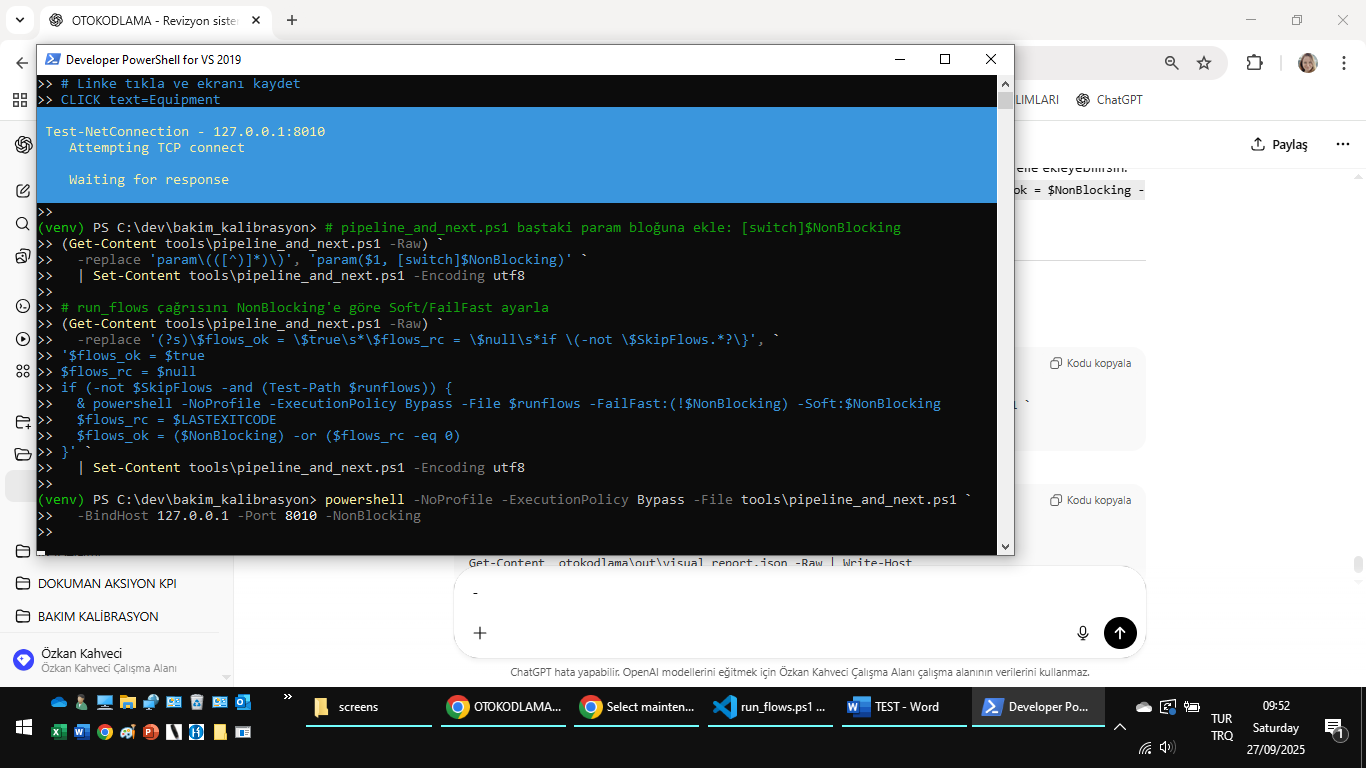 OTOKODLAMA - Revizyon siste
Developer PowerShell for VS 2019
LIMLARI
ChatGPT
Paylaş
>> # Linke tıkla ve ekranı kaydet
>> CLICK text=Equipment
Test-NetConnection - 127.0.0.1:8010
Attempting TCP connect
Waiting for response
>>
(venv) PS C:\dev\bakim_kalibrasyon> # pipeline_and_next.ps1 baştaki param bloğuna ekle: [switch]$NonBlocking
>> (Get-Content tools\pipeline_and_next.ps1 -Raw) `
>>   -replace 'param\(([^)]*)\)', 'param($1, [switch]$NonBlocking)' `
>>   | Set-Content tools\pipeline_and_next.ps1 -Encoding utf8
>>
>> # run_flows çağrısını NonBlocking'e göre Soft/FailFast ayarla
>> (Get-Content tools\pipeline_and_next.ps1 -Raw) `
>>   -replace '(?s)\$flows_ok = \$true\s*\$flows_rc = \$null\s*if \(-not \$SkipFlows.*?\}', `
>> '$flows_ok = $true
>> $flows_rc = $null
>> if (-not $SkipFlows -and (Test-Path $runflows)) {
>>   & powershell -NoProfile -ExecutionPolicy Bypass -File $runflows -FailFast:(!$NonBlocking) -Soft:$NonBlocking
>>   $flows_rc = $LASTEXITCODE
>>   $flows_ok = ($NonBlocking) -or ($flows_rc -eq 0)
>> }' `
>>   | Set-Content tools\pipeline_and_next.ps1 -Encoding utf8
>>
(venv) PS C:\dev\bakim_kalibrasyon> powershell -NoProfile -ExecutionPolicy Bypass -File tools\pipeline_and_next.ps1 `
>>   -BindHost 127.0.0.1 -Port 8010 -NonBlocking
>>
elle ekleyebilirsin.
ok = $NonBlocking -
Kodu kopyala
1 `
Kodu kopyala
Get-Content _otokodlama\out\visual_report.json -Raw | Write-Host
-
DOKUMAN AKSIYON KPI
BAKIM KALİBRASYON
Özkan Kahveci
Özkan Kahveci Çalışma Alanı
ChatGPT hata yapabilir. OpenAI modellerini eğitmek için Özkan Kahveci Çalışma Alanı çalışma alanının verilerini kullanmaz.
screens
OTOKODLAMA...
Select mainten...
run_flows.ps1 ...
TEST - Word
Developer Po...
TUR
TRQ
09:52
Saturday
27/09/2025
1